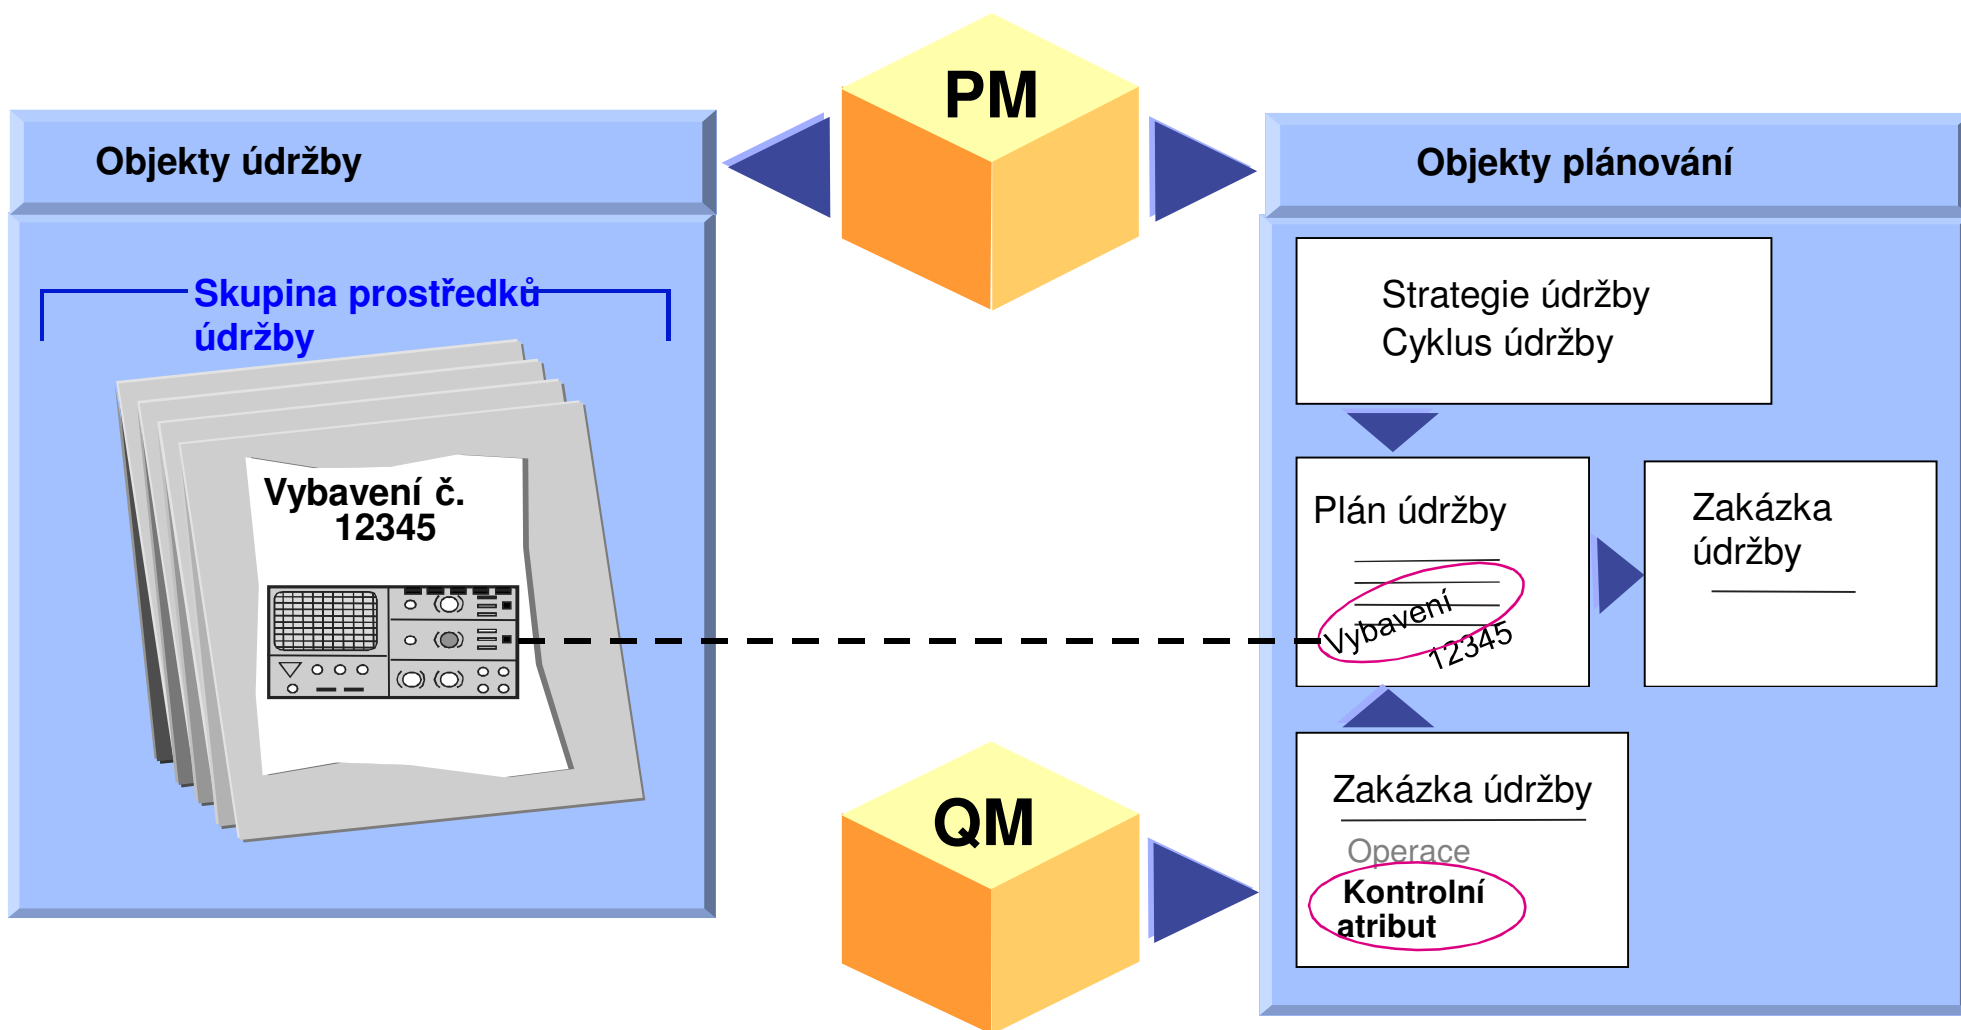 PM
Objekty údržby
Objekty plánování
Skupina prostředků
údržby
Vybavení č.
12345
Strategie údržby
Cyklus údržby
Plán údržby
Vybavení
12345
Zakázka
údržby
QM
Zakázka údržby
Operace
Kontrolní
atribut